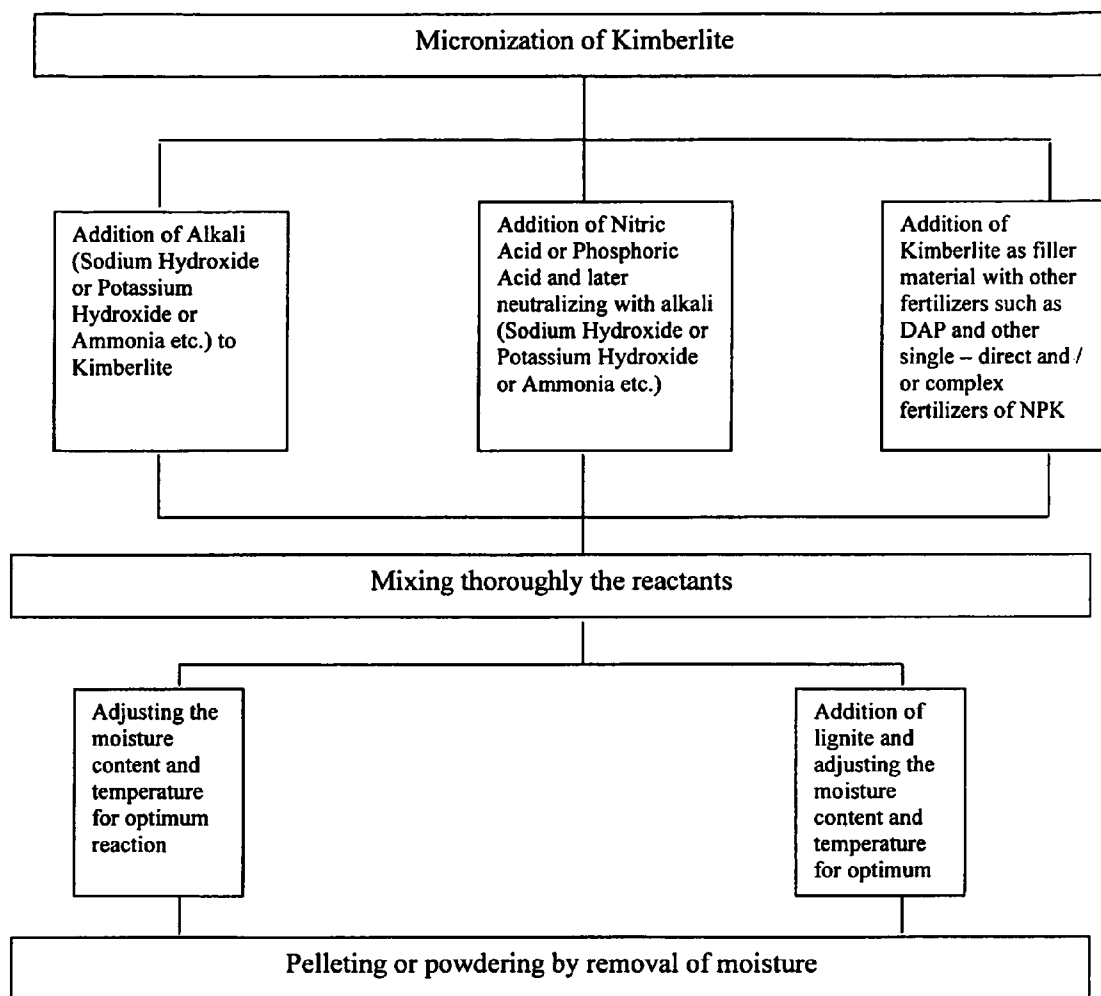 Micronization of Kimberlite
Addition of Alkali
(Sodium Hydroxide
or Potassium
Hydroxide or
Ammonia etc.) to
Kimberlite
Addition of Nitric
Acid or Phosphoric
Acid and later
neutralizing with alkali
(Sodium Hydroxide or
Potassium Hydroxide
or Ammonia etc.)
Addition of
Kimberlite as filler
material with other
fertilizers such as
DAP and other
single – direct and /
or complex
fertilizers of NPK
Mixing thoroughly the reactants
Adjusting the
moisture
content and
temperature
for optimum
reaction
Addition of
lignite and
adjusting the
moisture
content and
temperature
for optimum
Pelleting or powdering by removal of moisture